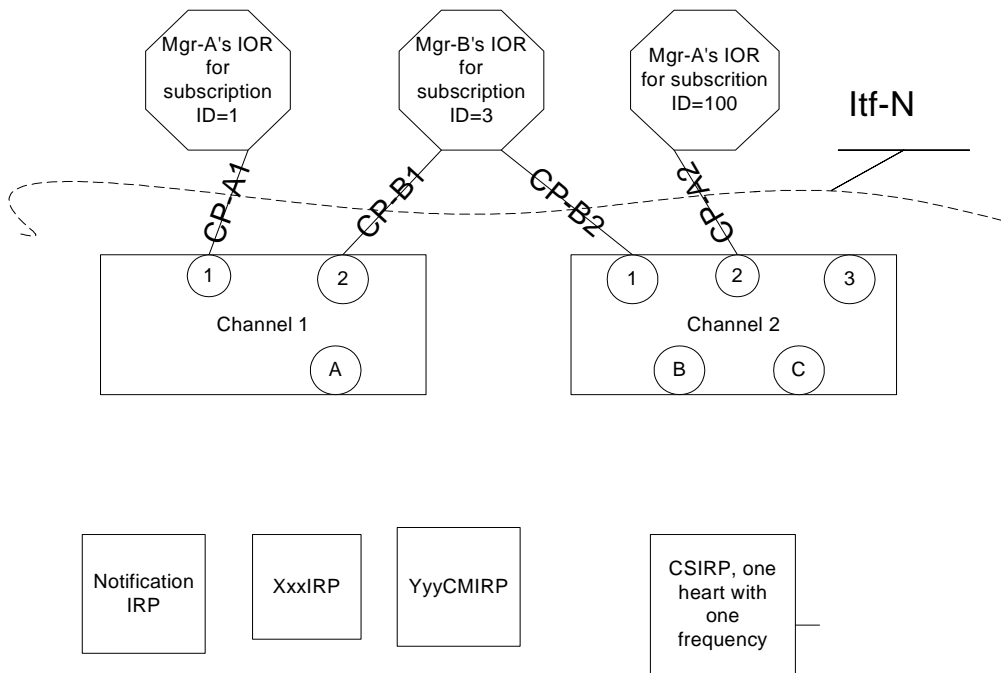 Mgr-A's IOR
for
subscription
ID=1
Mgr-B's IOR
for
subscription
ID=3
Mgr-A's IOR
for subscrition
ID=100
Itf-N
CP-A1
CP-B1
CP-B2
CP-A2
1
2
1
2
3
Channel 1
Channel 2
A
B
C
Notification
IRP
XxxIRP
YyyCMIRP
CSIRP, one
heart with
one
frequency